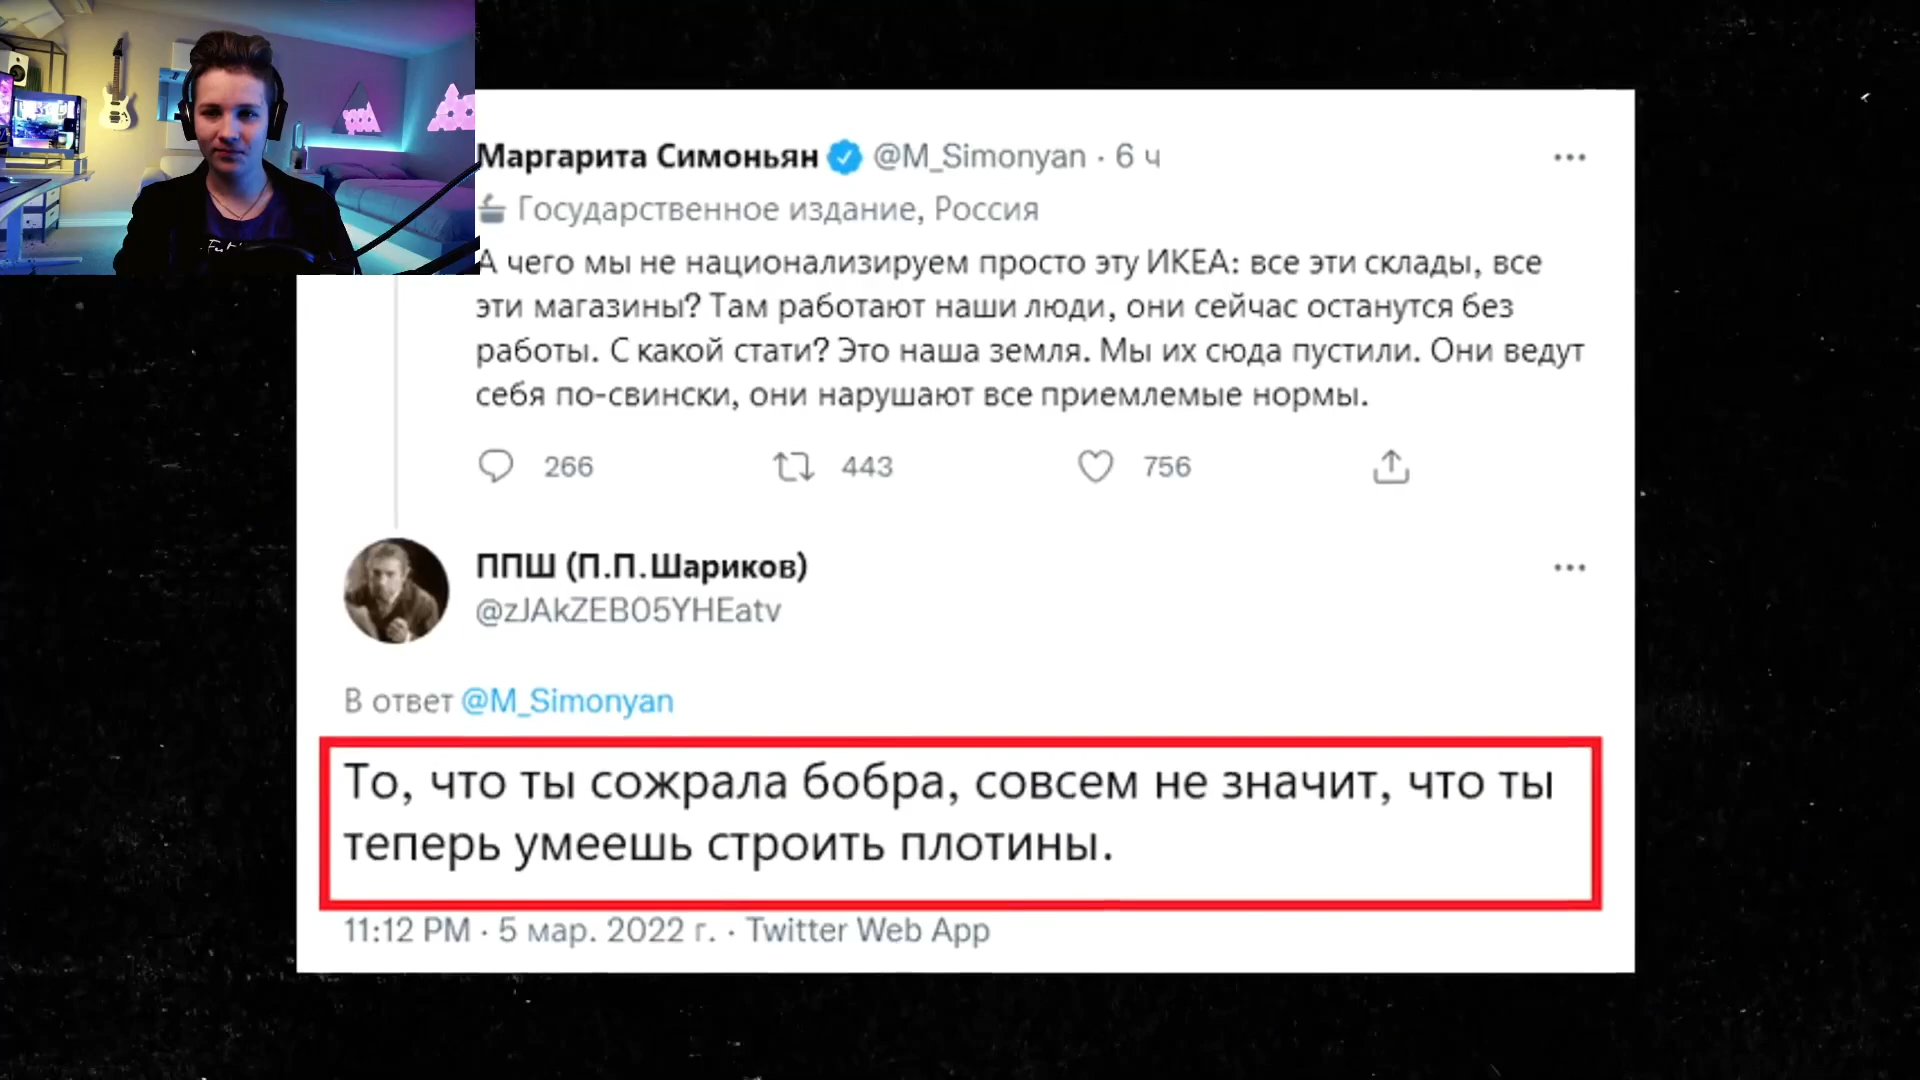 Маргарита Симоньян @M_Simonyan · 6 ч
Государственное издание, Россия
А чего мы не национализируем просто эту ИКЕА: все эти склады, все
эти магазины? Там работают наши люди, они сейчас останутся без
работы. С какой стати? Это наша земля. Мы их сюда пустили. Они ведут
себя по-свински, они нарушают все приемлемые нормы.
266 443 756
ППШ (П.П.Шариков)
@zJAkZEB05YHEatv
В ответ @M_Simonyan
То, что ты сожрала бобра, совсем не значит, что ты
теперь умеешь строить плотины.
11:12 PM · 5 мар. 2022 г. · Twitter Web App